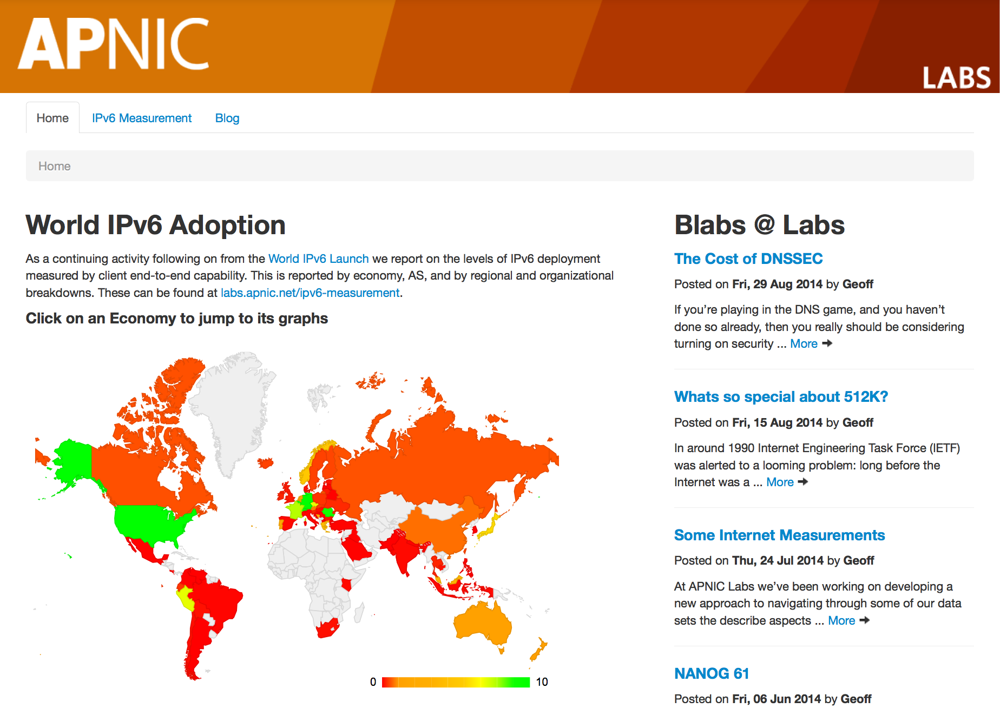 APNIC
LABS
Home
IPv6 Measurement
Blog
Home
World IPv6 Adoption
As a continuing activity following on from the World IPv6 Launch we report on the levels of IPv6 deployment
measured by client end-to-end capability. This is reported by economy, AS, and by regional and organizational
breakdowns. These can be found at labs.apnic.net/ipv6-measurement.
Click on an Economy to jump to its graphs
0
10
Blabs @ Labs
The Cost of DNSSEC
Posted on Fri, 29 Aug 2014 by Geoff
If you’re playing in the DNS game, and you haven’t
done so already, then you really should be considering
turning on security ... More
Whats so special about 512K?
Posted on Fri, 15 Aug 2014 by Geoff
In around 1990 Internet Engineering Task Force (IETF)
was alerted to a looming problem: long before the
Internet was a ... More
Some Internet Measurements
Posted on Thu, 24 Jul 2014 by Geoff
At APNIC Labs we’ve been working on developing a
new approach to navigating through some of our data
sets the describe aspects ... More
NANOG 61
Posted on Fri, 06 Jun 2014 by Geoff